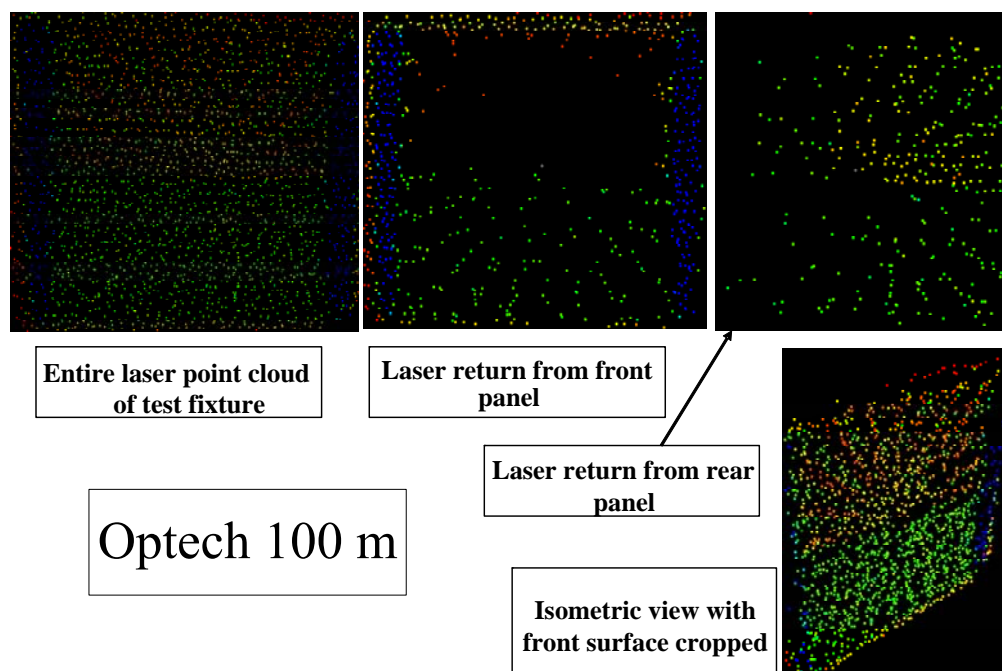 Entire laser point cloud
of test fixture
Laser return from front
panel
Laser return from rear
panel
Optech 100 m
Isometric view with
front surface cropped